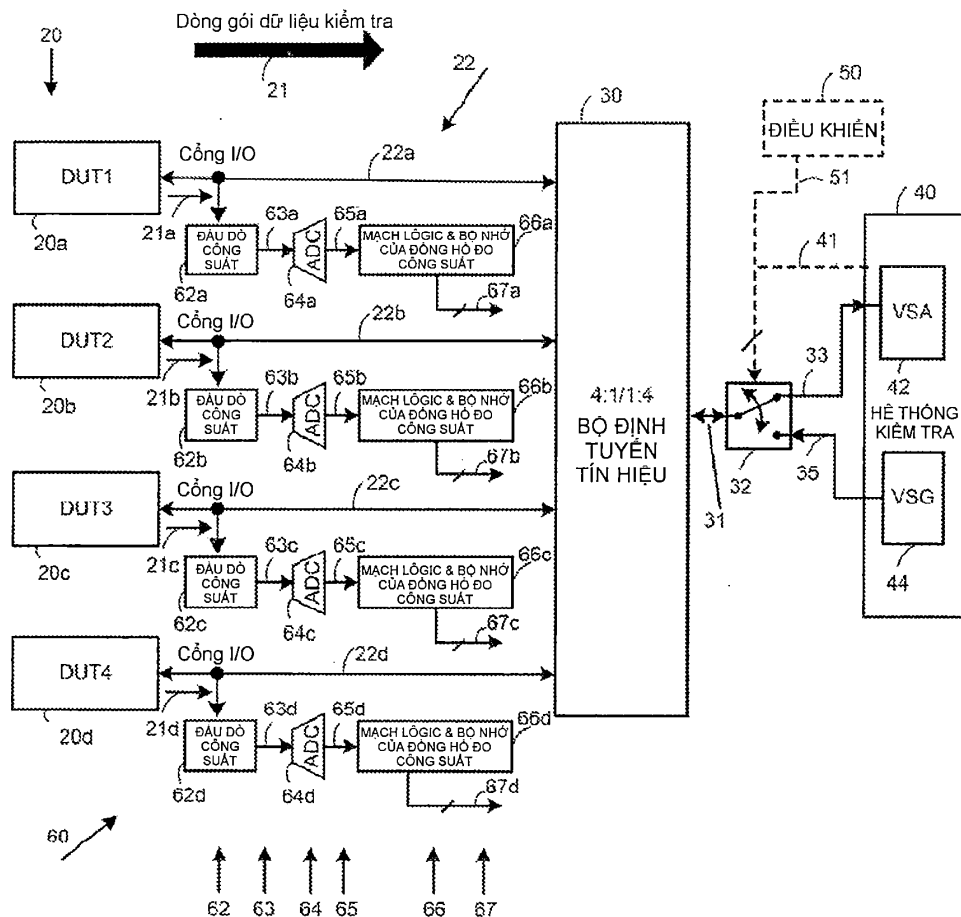 Dòng gói dữ liệu kiểm tra
20
21
22
30
50
ĐIỀU KHIỂN
51
40
41
DUT1
20a
Cổng I/O
21a
22a
ĐẦU DÒ
CÔNG
SUẤT
62a
63a
ADC
64a
65a
MẠCH LÔGIC & BỘ NHỚ
CỦA ĐỒNG HỒ ĐO
CÔNG SUẤT
66a
67a
DUT2
20b
Cổng I/O
21b
22b
ĐẦU DÒ
CÔNG
SUẤT
62b
63b
ADC
64b
65b
MẠCH LÔGIC & BỘ NHỚ
CỦA ĐỒNG HỒ ĐO
CÔNG SUẤT
66b
67b
DUT3
20c
Cổng I/O
21c
22c
ĐẦU DÒ
CÔNG
SUẤT
62c
63c
ADC
64c
65c
MẠCH LÔGIC & BỘ NHỚ
CỦA ĐỒNG HỒ ĐO
CÔNG SUẤT
66c
67c
DUT4
20d
Cổng I/O
21d
22d
ĐẦU DÒ
CÔNG
SUẤT
62d
63d
ADC
64d
65d
MẠCH LÔGIC & BỘ NHỚ
CỦA ĐỒNG HỒ ĐO
CÔNG SUẤT
66d
67d
4:1/1:4
BỘ ĐỊNH
TUYẾN
TÍN HIỆU
31
32
33
35
VSA
42
HỆ THỐNG
KIỂM TRA
VSG
44
60
62
63
64
65
66
67